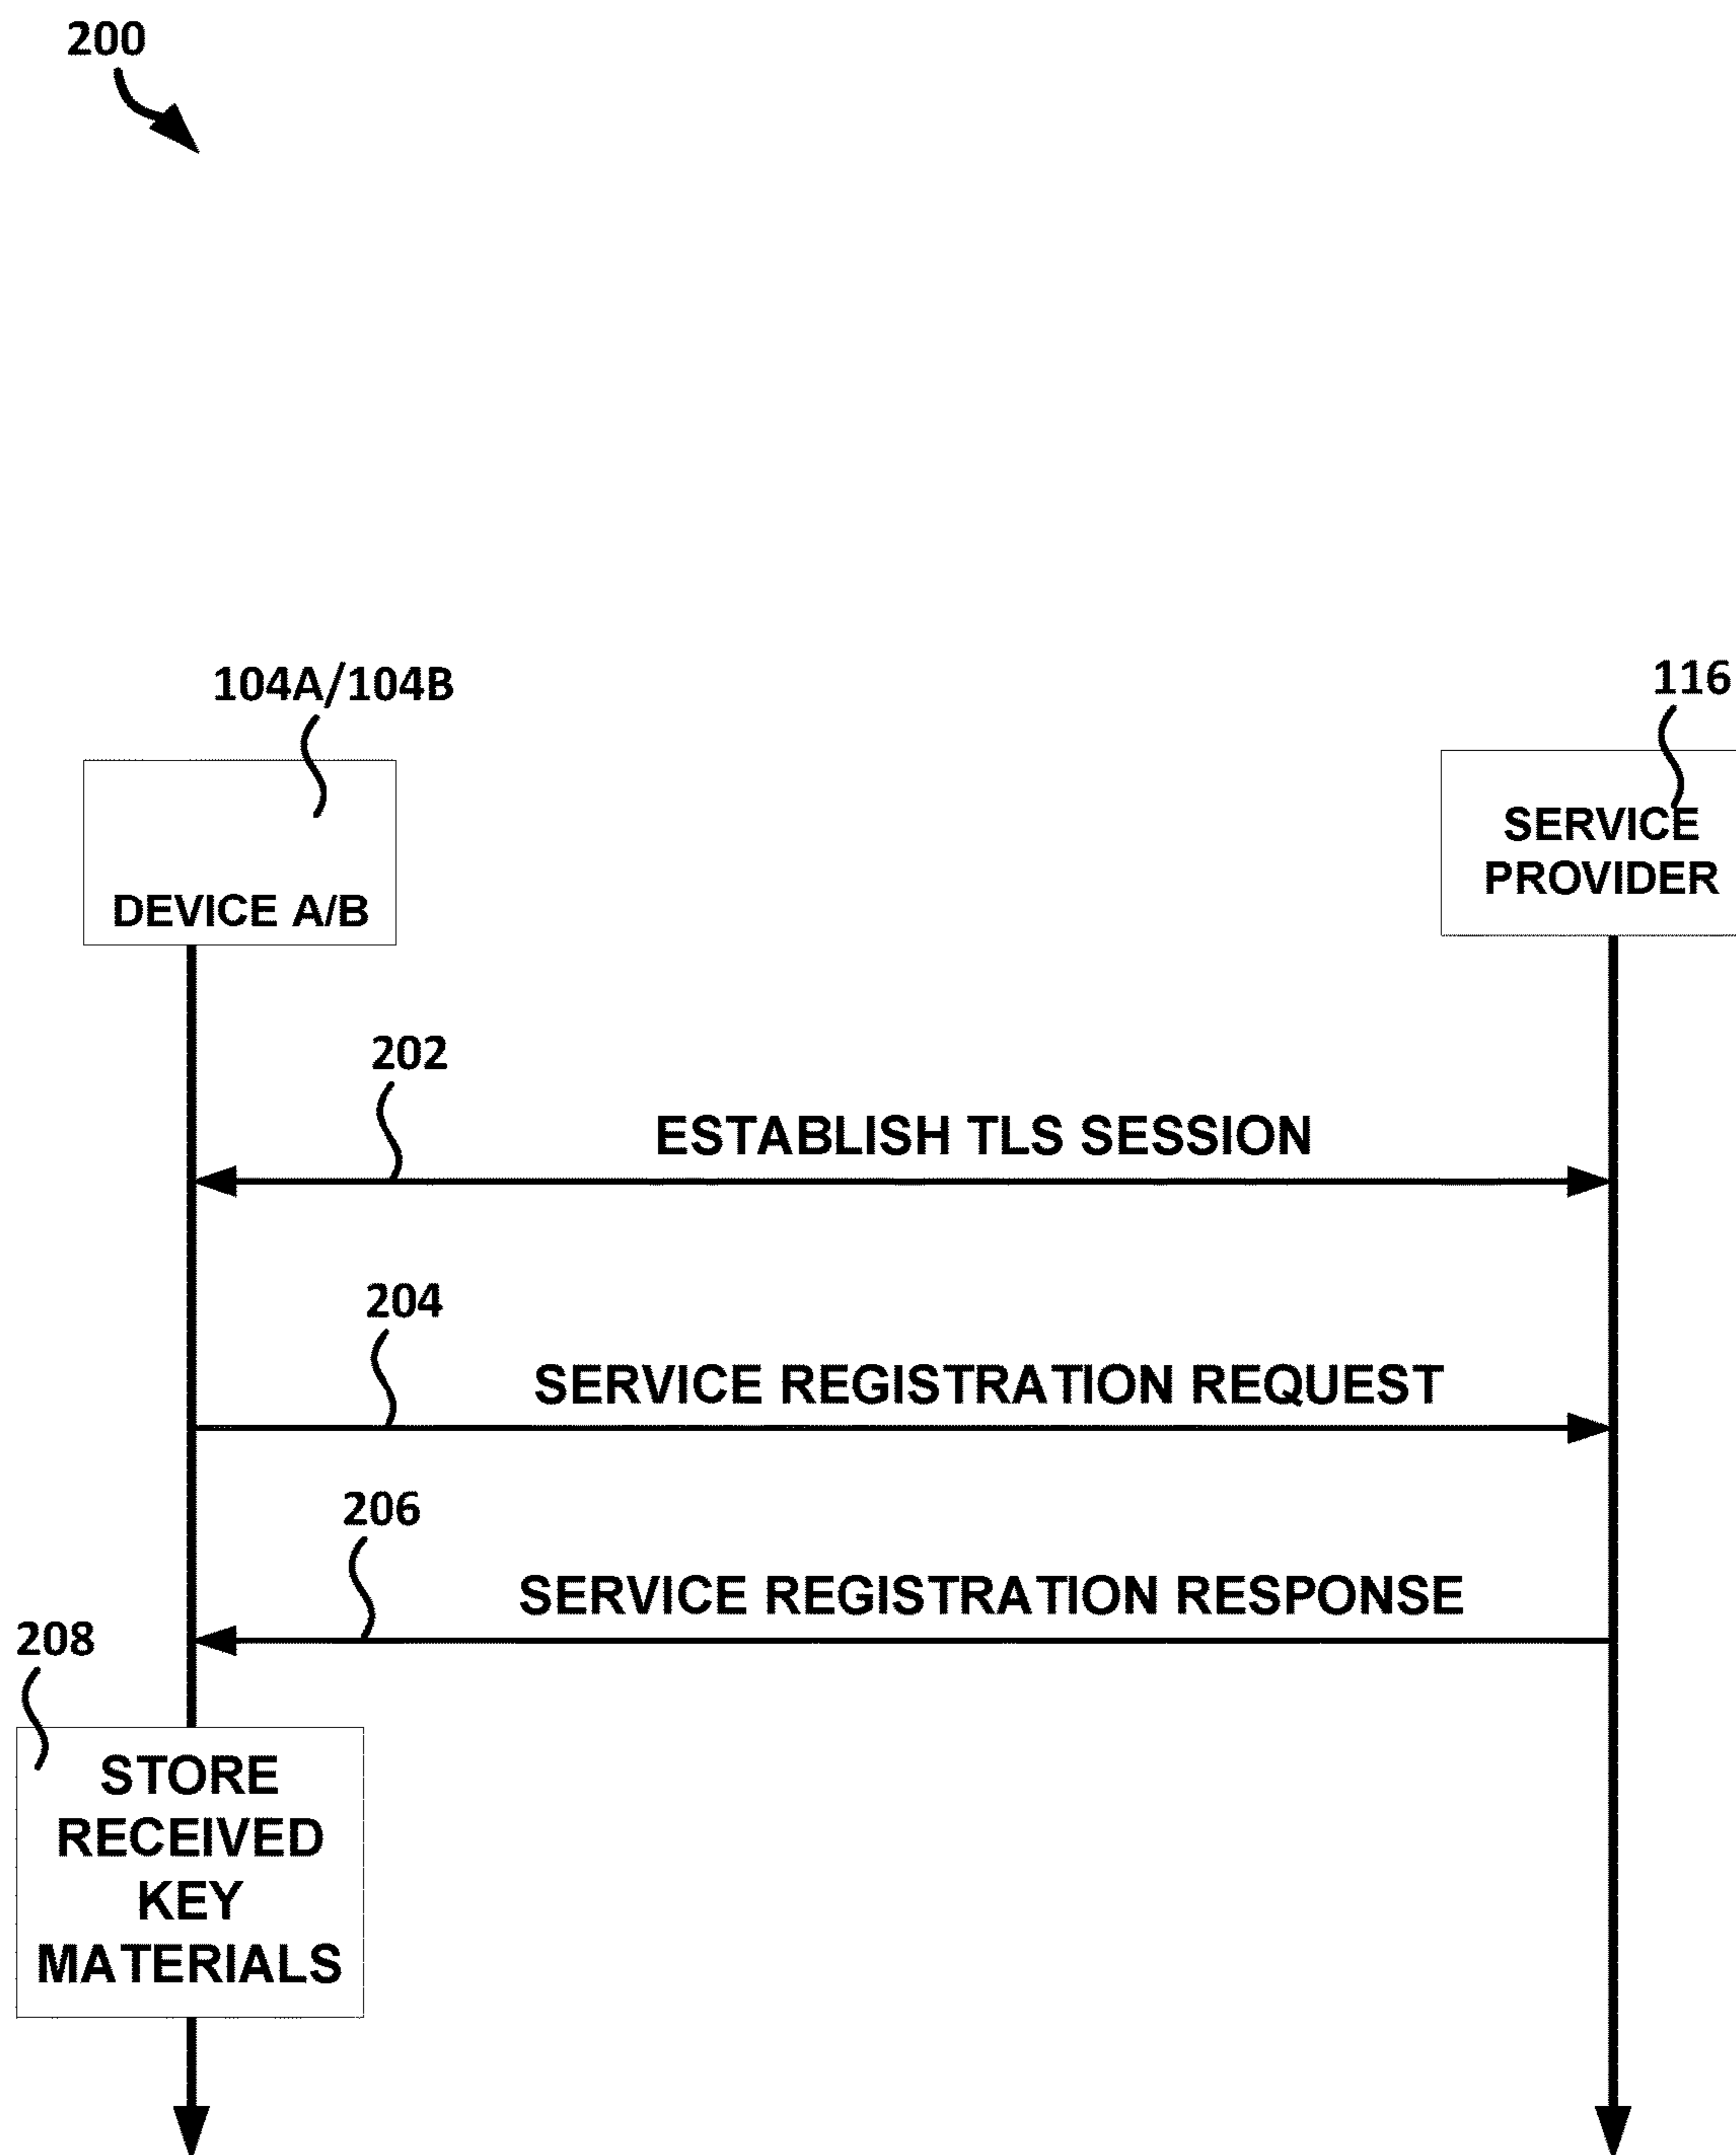 200
104A/104B
116
DEVICE A/B
SERVICE
PROVIDER
202
ESTABLISH TLS SESSION
204
SERVICE REGISTRATION REQUEST
206
SERVICE REGISTRATION RESPONSE
208
STORE
RECEIVED
KEY
MATERIALS